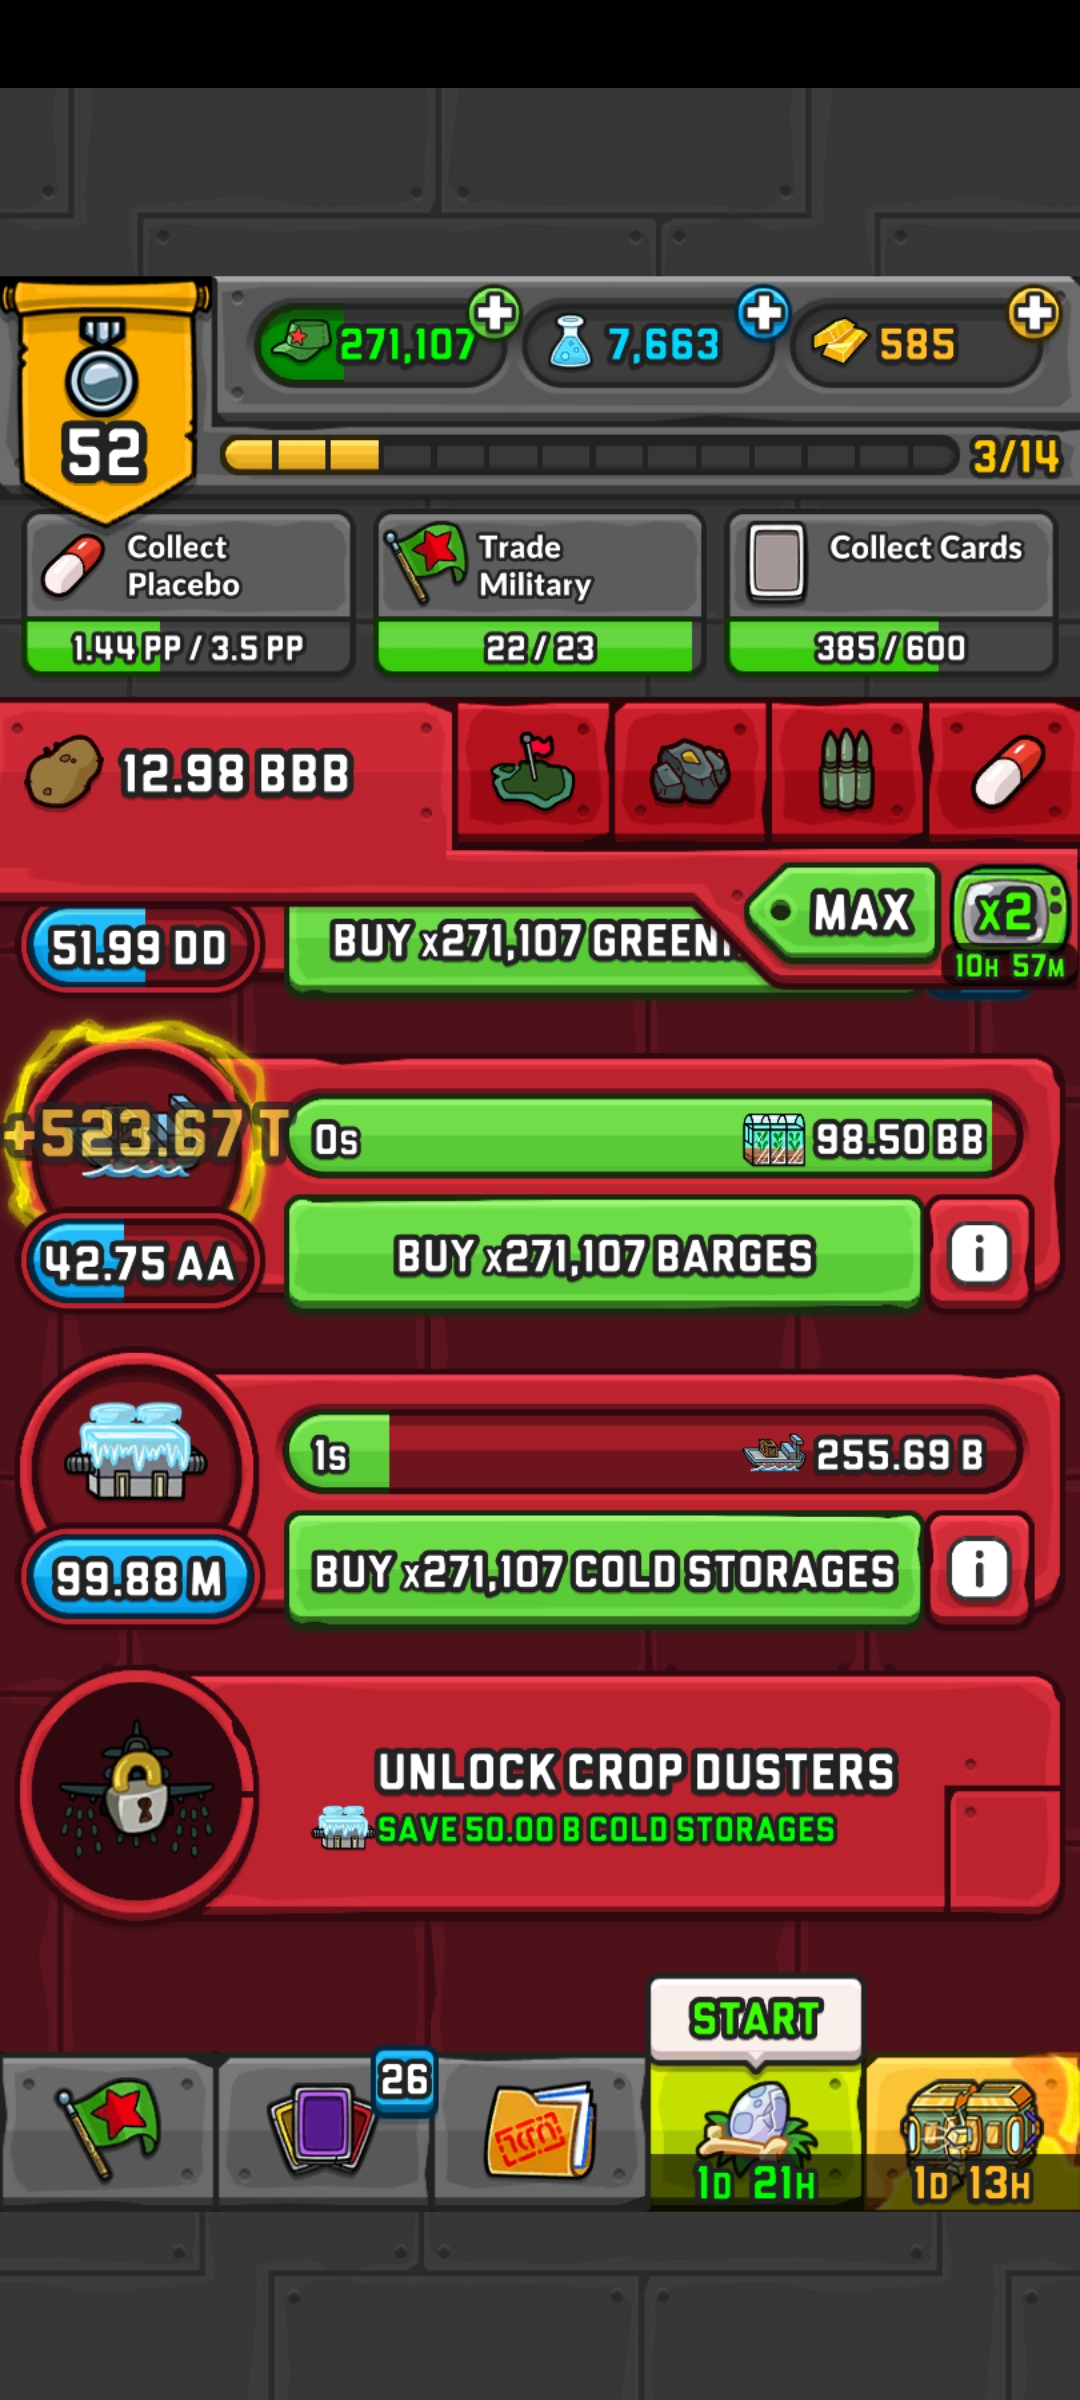 271,107
7,663
585
52
3/14
Collect
Placebo
Trade
Military
Collect Cards
1.44 PP / 3.5 PP
22 / 23
385 / 600
12.98 BBB
MAX
x2
10H 57M
51.99 DD
BUY x271,107
+523.67 T
0s
98.50 BB
42.75 AA
BUY x271,107 BARGES
i
1s
255.69 B
99.88 M
BUY x271,107 COLD STORAGES
i
UNLOCK CROP DUSTERS
SAVE 50.00 B COLD STORAGES
START
26
1D 21H
1D 13H